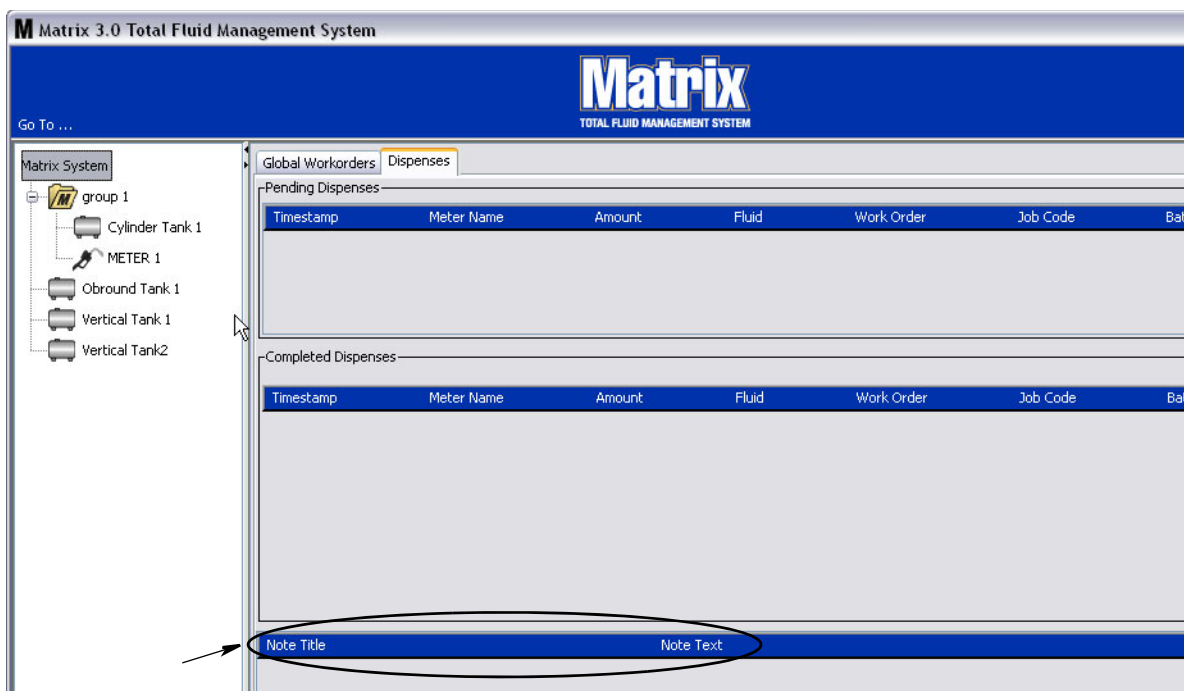 M Matrix 3.0 Total Fluid Management System
Matrix
TOTAL FLUID MANAGEMENT SYSTEM
Go To ...
Matrix System
group 1
Cylinder Tank 1
METER 1
Obround Tank 1
Vertical Tank 1
Vertical Tank2
Global Workorders Dispenses
Pending Dispenses
Timestamp Meter Name Amount Fluid Work Order Job Code Bat
Completed Dispenses
Timestamp Meter Name Amount Fluid Work Order Job Code Bat
Note Title Note Text